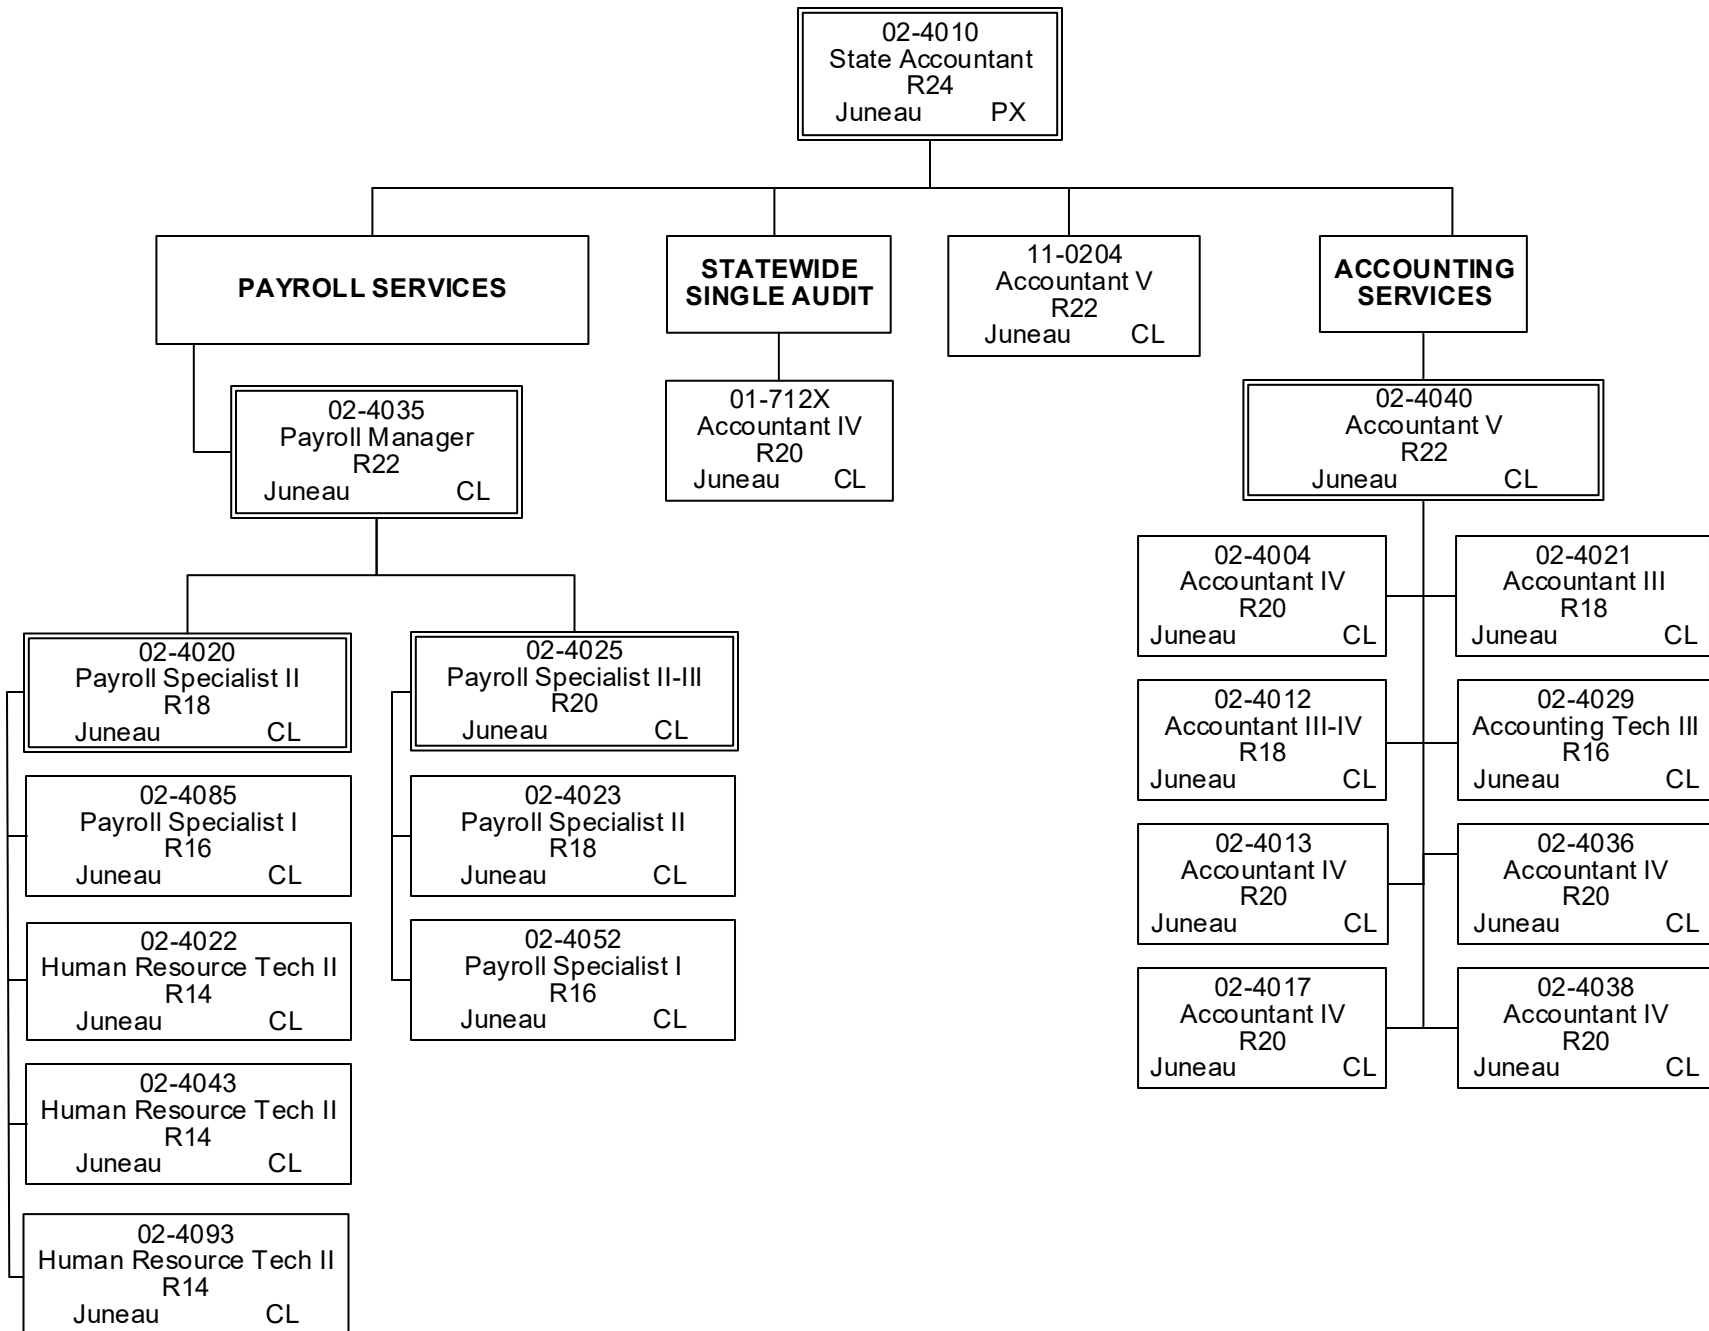 02-4010
State Accountant
R24
Juneau PX
PAYROLL SERVICES
STATEWIDE
SINGLE AUDIT
11-0204
Accountant V
R22
Juneau CL
ACCOUNTING
SERVICES
02-4035
Payroll Manager
R22
Juneau CL
01-712X
Accountant IV
R20
Juneau CL
02-4040
Accountant V
R22
Juneau CL
02-4020
Payroll Specialist II
R18
Juneau CL
02-4085
Payroll Specialist I
R16
Juneau CL
02-4022
Human Resource Tech II
R14
Juneau CL
02-4043
Human Resource Tech II
R14
Juneau CL
02-4093
Human Resource Tech II
R14
Juneau CL
02-4025
Payroll Specialist II-III
R20
Juneau CL
02-4023
Payroll Specialist II
R18
Juneau CL
02-4052
Payroll Specialist I
R16
Juneau CL
02-4004
Accountant IV
R20
Juneau CL
02-4021
Accountant III
R18
Juneau CL
02-4012
Accountant III-IV
R18
Juneau CL
02-4029
Accounting Tech III
R16
Juneau CL
02-4013
Accountant IV
R20
Juneau CL
02-4036
Accountant IV
R20
Juneau CL
02-4017
Accountant IV
R20
Juneau CL
02-4038
Accountant IV
R20
Juneau CL